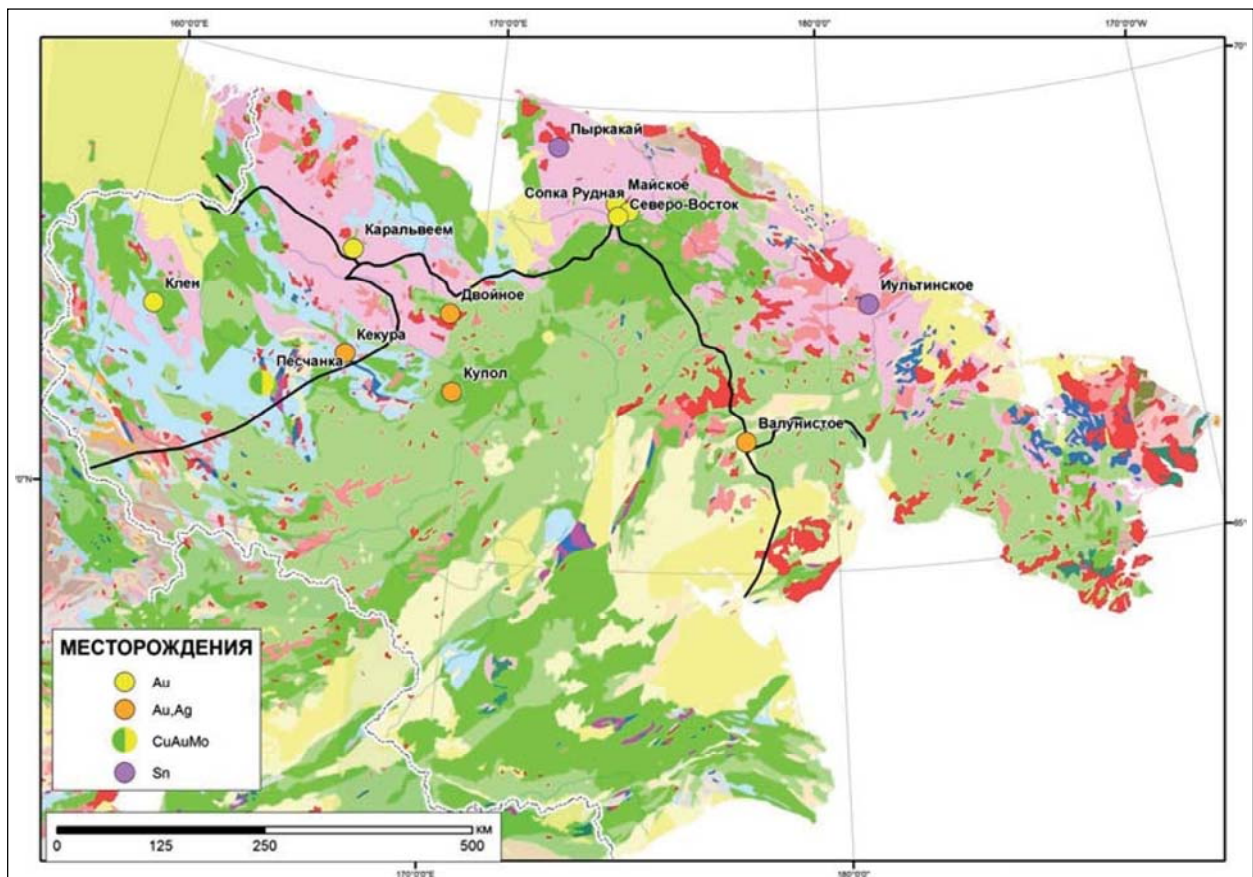 160°0'0"E
170°0'0"E
180°0'0"
170°0'0"W
70°
Пыркакай
Майское
Сопка Рудная
Северо-Восток
Каральвеем
Клен
Двойное
Иультинское
Кекура
Песчанка
Купол
Валунистое
'0"N
65°
МЕСТОРОЖДЕНИЯ
Au
Au,Ag
CuAuMo
Sn
км
0 125 250 500
170°0'0"E
180°0'0"